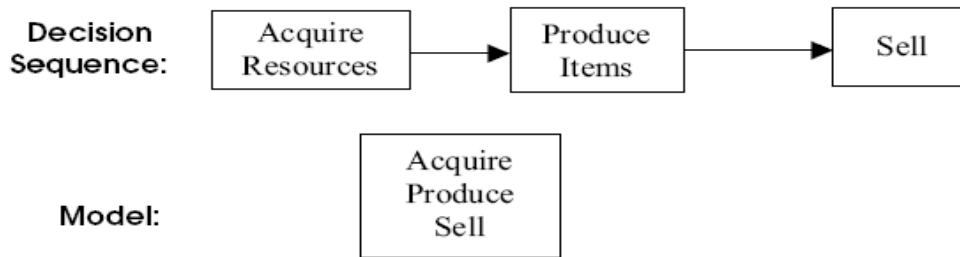 Decision
Sequence:
Acquire
Resources
Produce
Items
Sell
Model:
Acquire
Produce
Sell